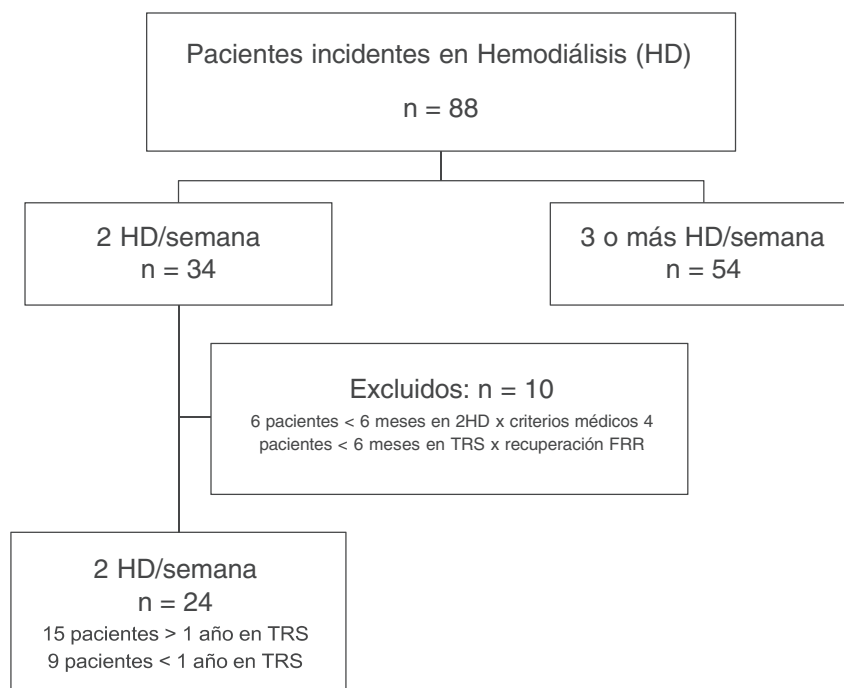 Pacientes incidentes en Hemodiálisis (HD)
n = 88
2 HD/semana
n = 34
3 o más HD/semana
n = 54
Excluidos: n = 10
6 pacientes < 6 meses en 2HD x criterios médicos 4
pacientes < 6 meses en TRS x recuperación FRR
2 HD/semana
n = 24
15 pacientes > 1 año en TRS
9 pacientes < 1 año en TRS